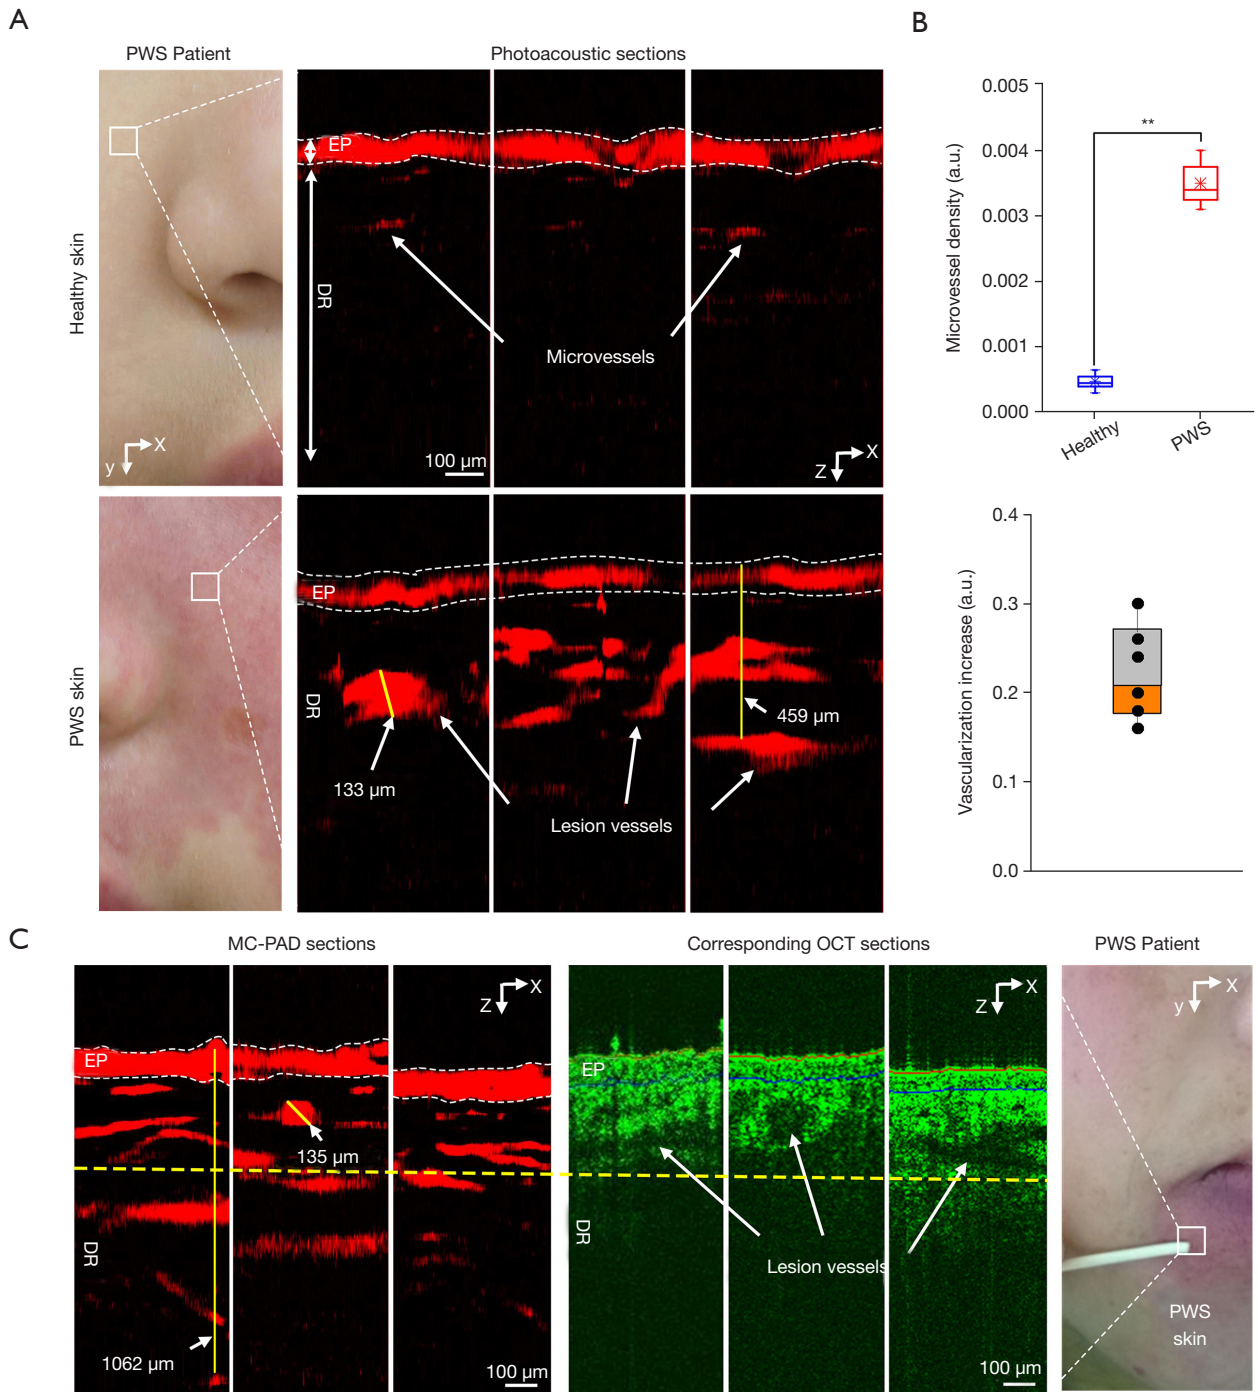 A
PWS Patient
Photoacoustic sections
Healthy skin
EP
DR
Microvessels
100 µm
X
y
X
Z
PWS skin
EP
DR
133 µm
459 µm
Lesion vessels
B
Microvessel density (a.u.)
0.005
0.004
0.003
0.002
0.001
0.000
**
Healthy
PWS
Vascularization increase (a.u.)
0.4
0.3
0.2
0.1
0.0
C
MC-PAD sections
Corresponding OCT sections
PWS Patient
X
Z
EP
135 µm
DR
1062 µm
100 µm
X
Z
EP
DR
Lesion vessels
100 µm
X
y
PWS
skin